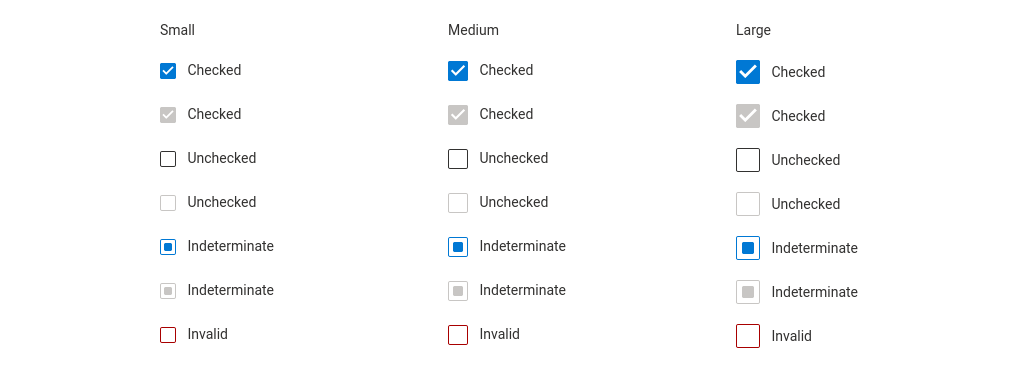 Small
Checked
Checked
Unchecked
Unchecked
Indeterminate
Indeterminate
Invalid
Medium
Checked
Checked
Unchecked
Unchecked
Indeterminate
Indeterminate
Invalid
Large
Checked
Checked
Unchecked
Unchecked
Indeterminate
Indeterminate
Invalid